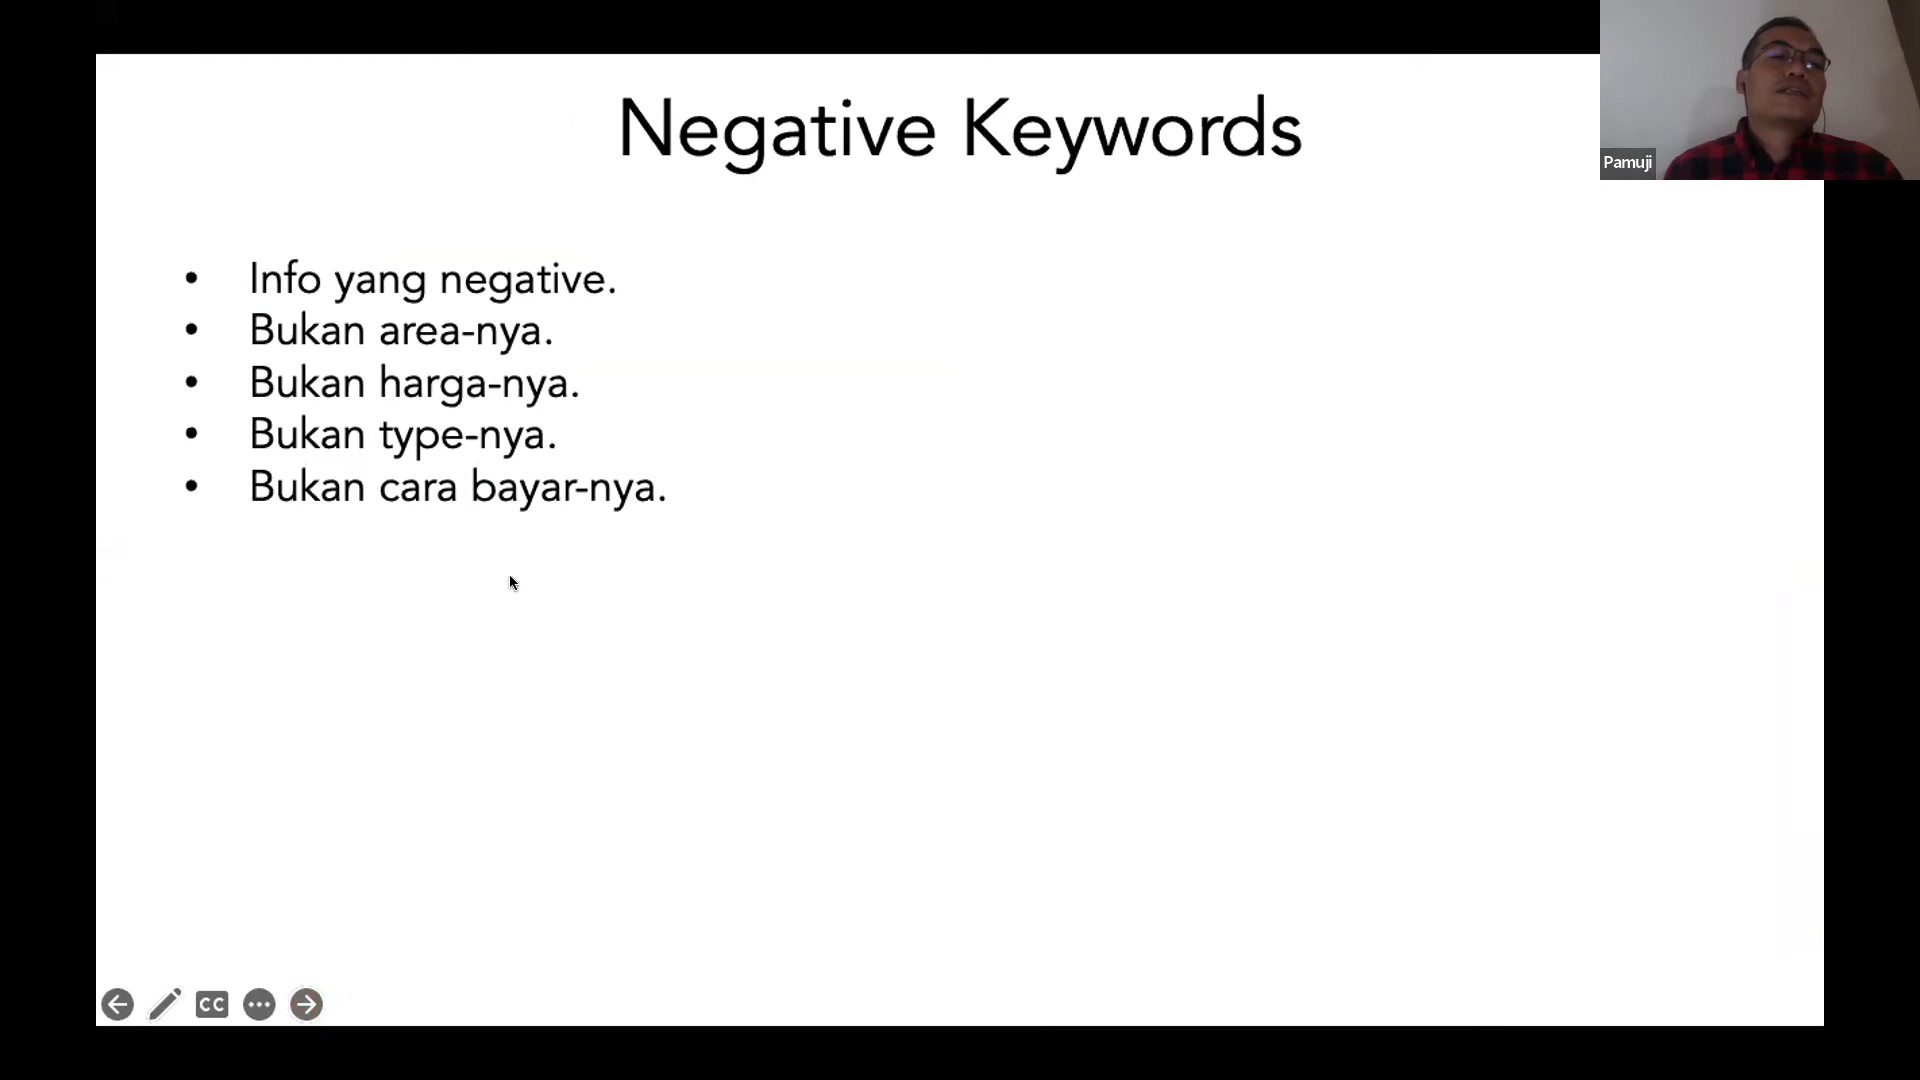 Negative Keywords
Pamuji
• Info yang negative.
• Bukan area-nya.
• Bukan harga-nya.
• Bukan type-nya.
• Bukan cara bayar-nya.
CC